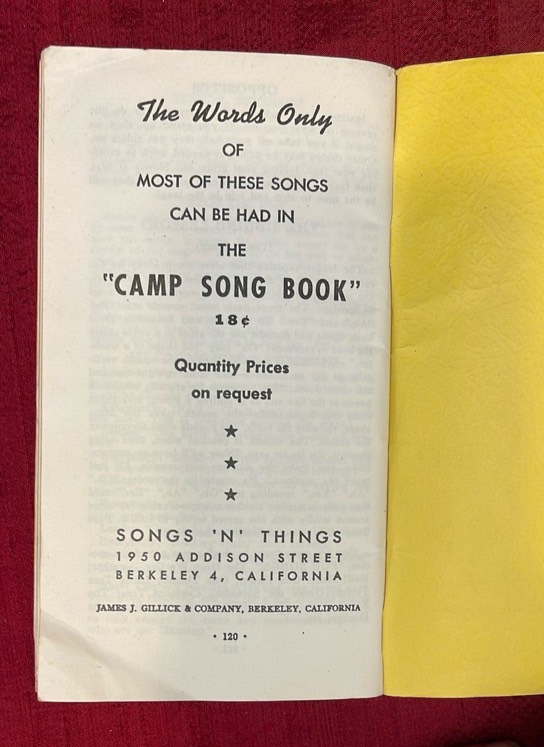 The Words Only
OF
MOST OF THESE SONGS
CAN BE HAD IN
THE
"CAMP SONG BOOK"
18¢
Quantity Prices
on request
★
★
★
SONGS 'N' THINGS
1950 ADDISON STREET
BERKELEY 4, CALIFORNIA
JAMES J. GILLICK & COMPANY, BERKELEY, CALIFORNIA
• 120 •